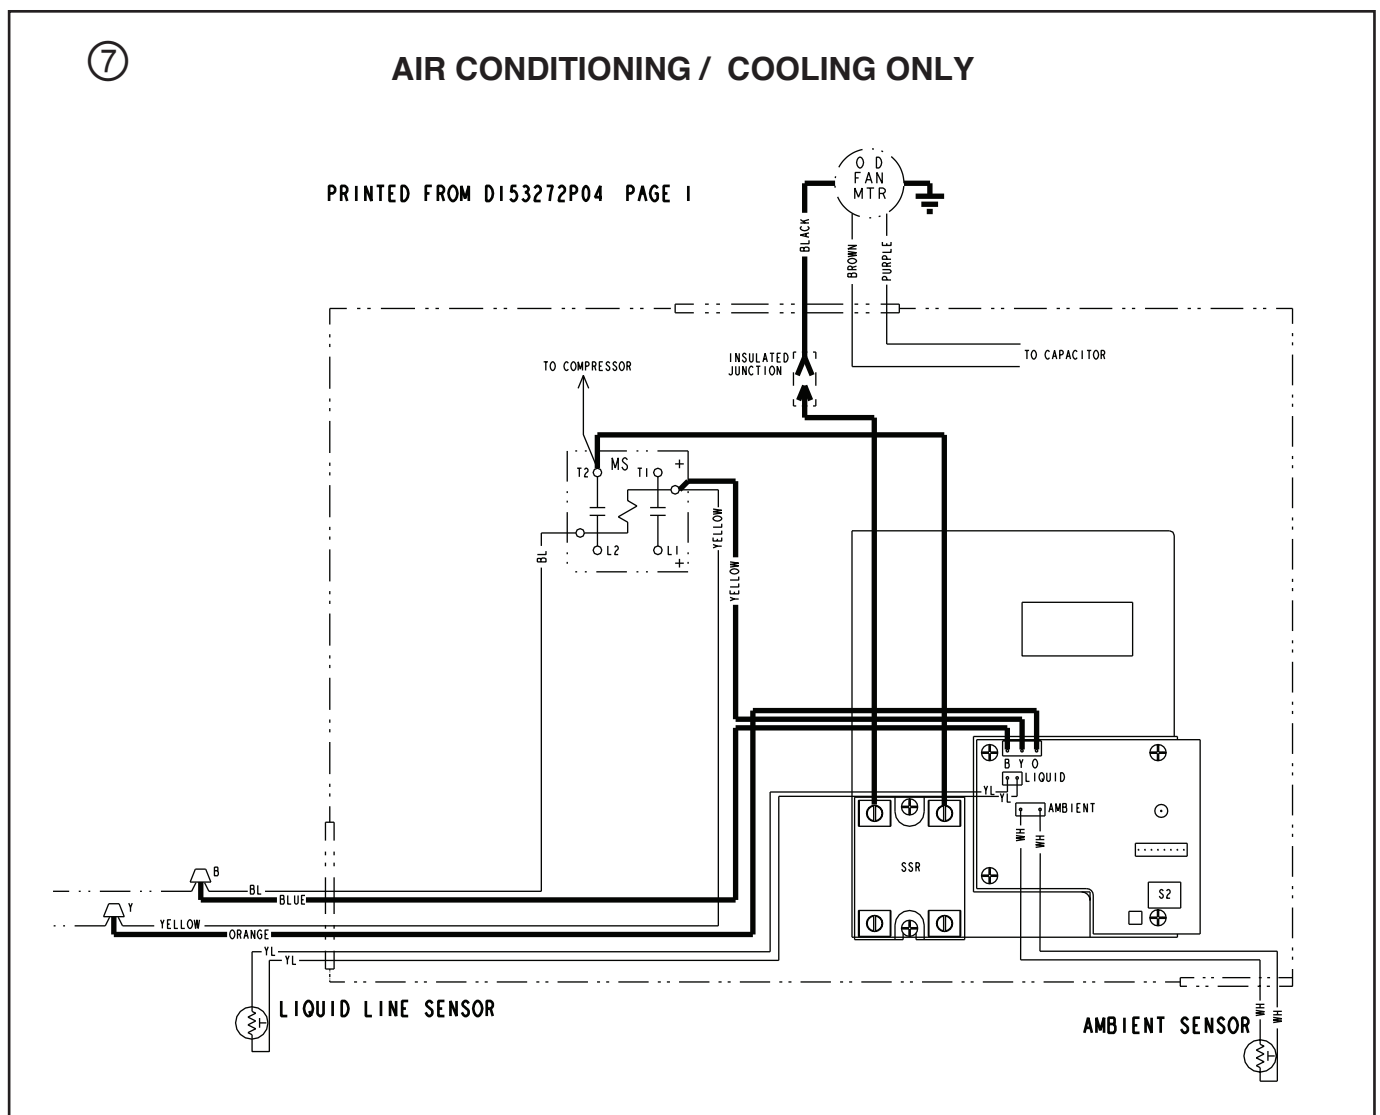 7
AIR CONDITIONING / COOLING ONLY
PRINTED FROM D153272P04 PAGE 1
O D
FAN
MTR
BLACK
BROWN
PURPLE
INSULATED
JUNCTION
TO CAPACITOR
TO COMPRESSOR
T2
MS
T1
+
L2
L1
+
BL
YELLOW
YELLOW
B Y O
LIQUID
YL
YL
AMBIENT
WH
WH
SSR
S2
B
BL
BLUE
Y
YELLOW
ORANGE
YL
YL
LIQUID LINE SENSOR
T
WH
WH
AMBIENT SENSOR
T